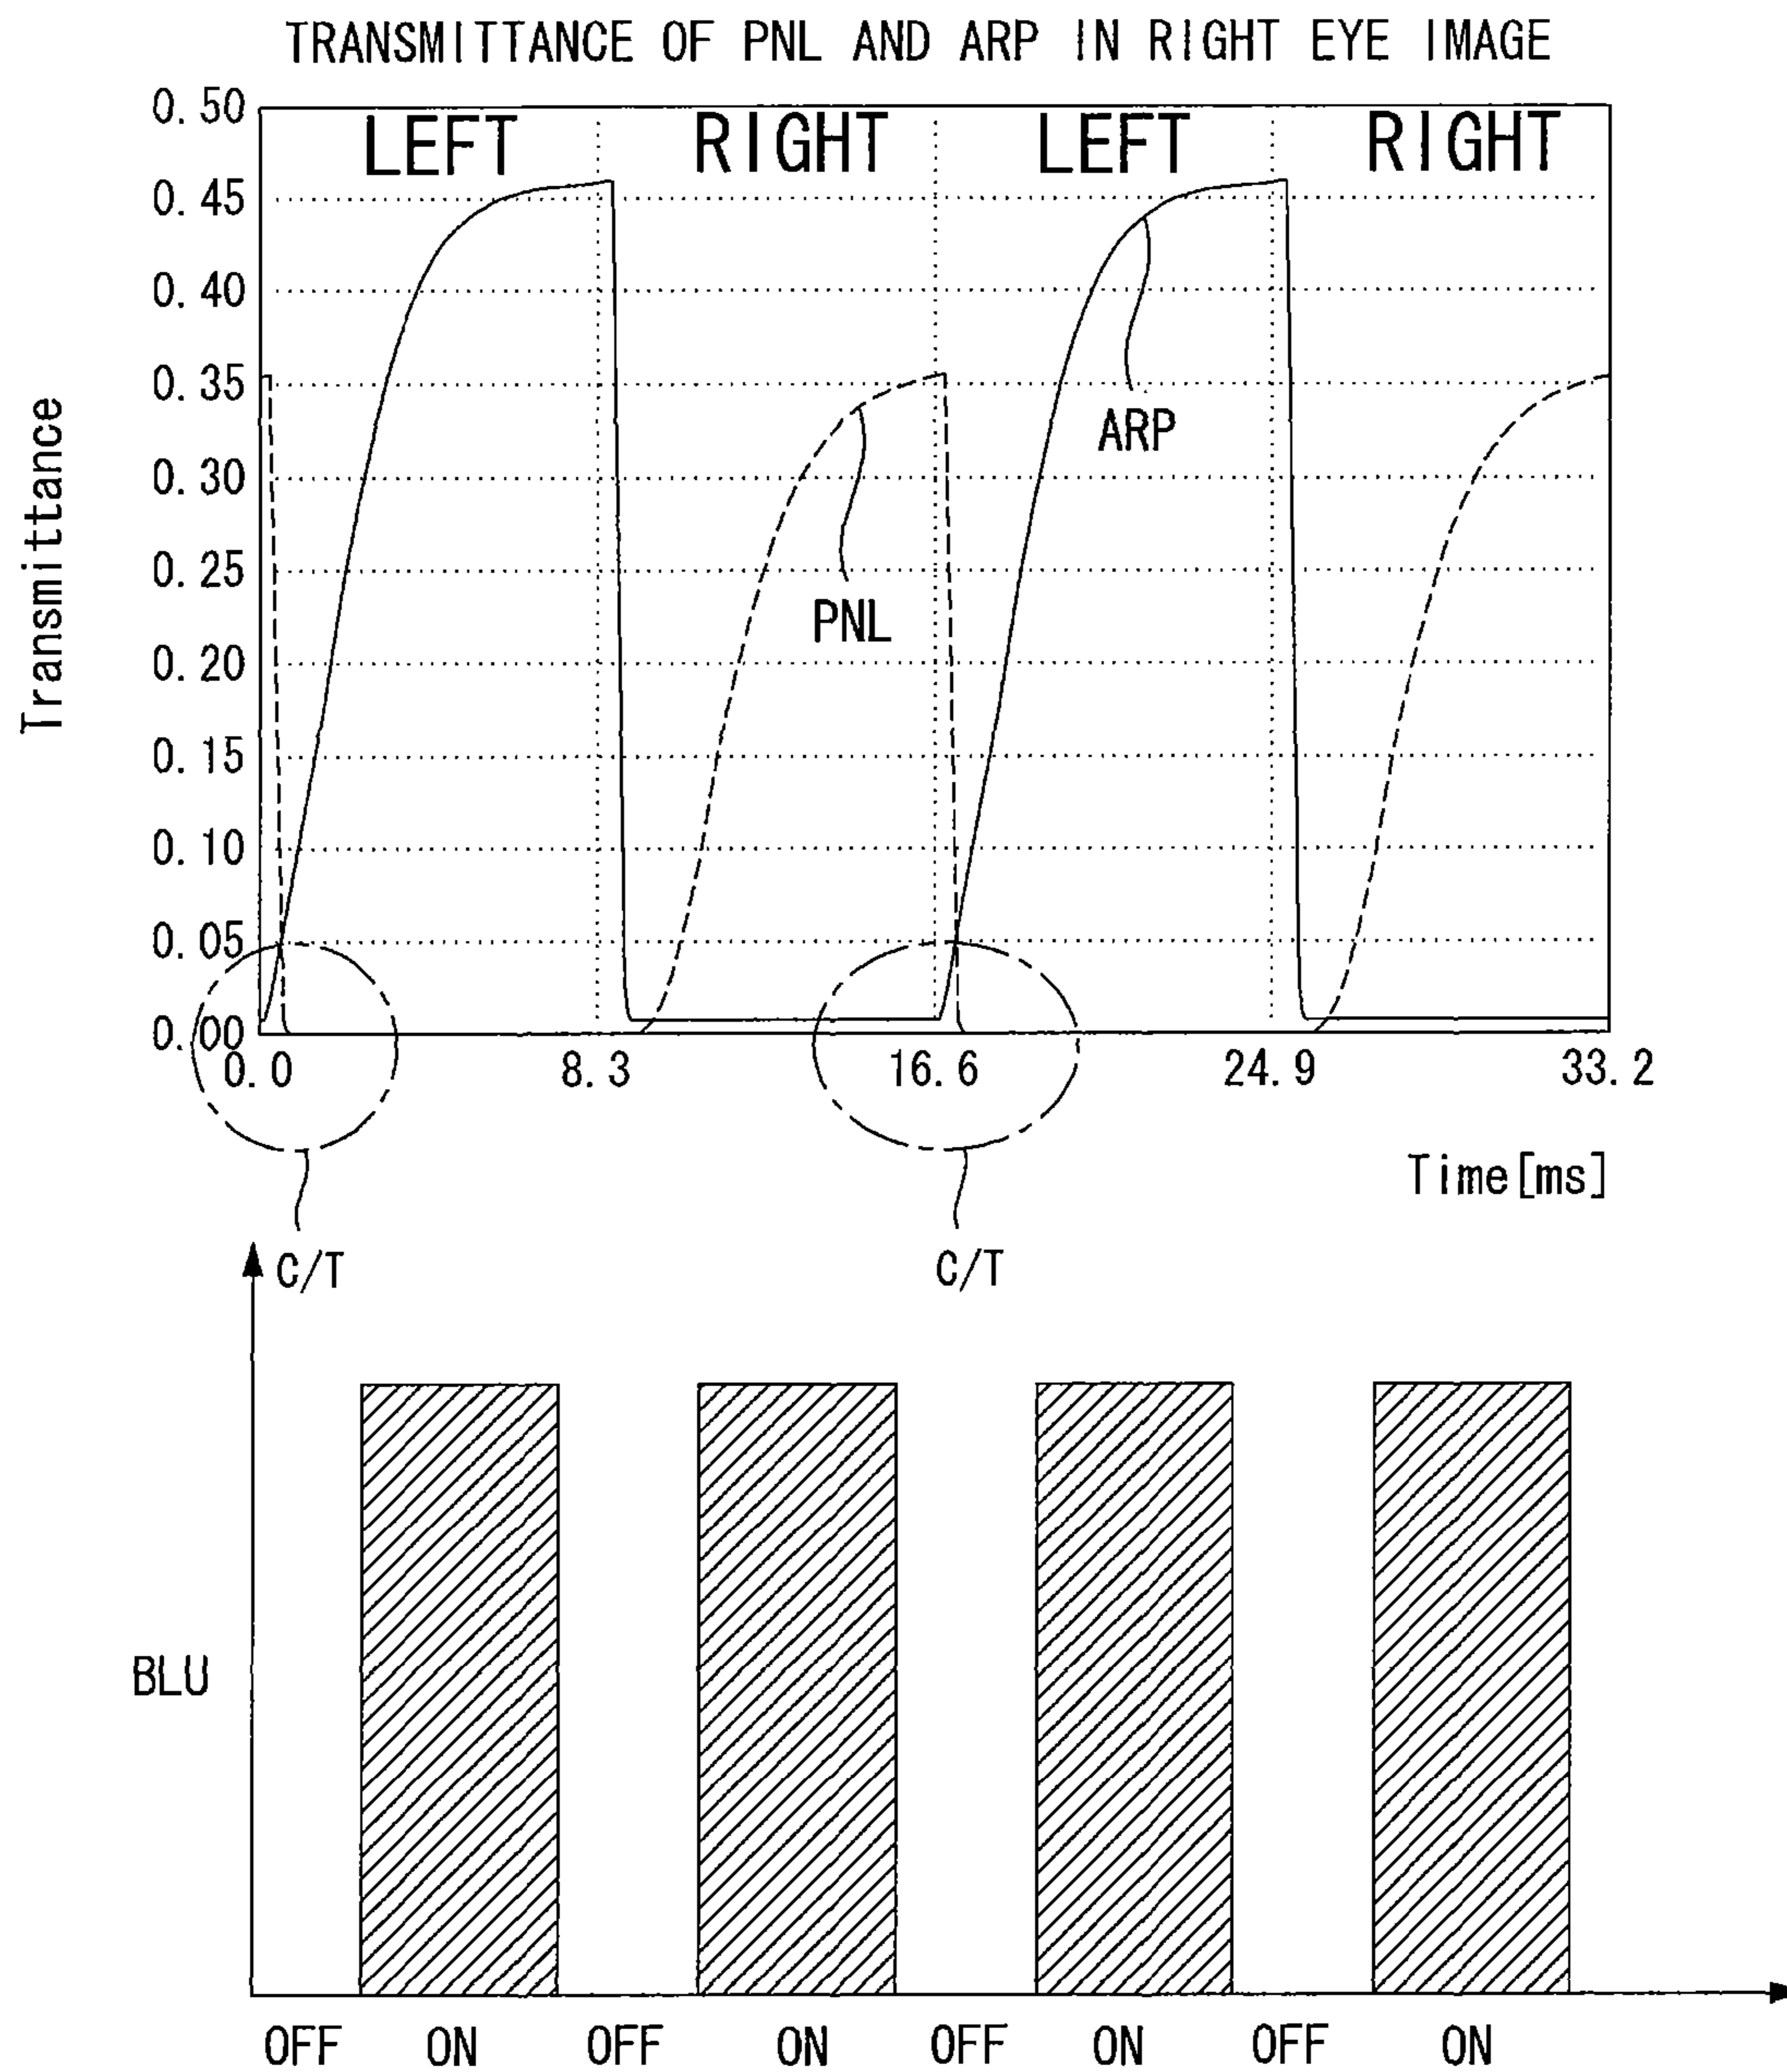 TRANSMITTANCE OF PNL AND ARP IN RIGHT EYE IMAGE
0.50
LEFT RIGHT LEFT RIGHT
0.45
0.40
0.35
ARP
0.30
0.25
PNL
0.20
0.15
0.10
0.05
0.00
Transmittance
0.0 8.3 16.6 24.9 33.2
Time[ms]
C/T C/T
BLU
OFF ON OFF ON OFF ON OFF ON